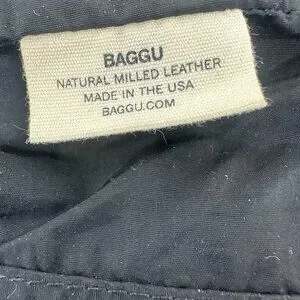 BAGGU
NATURAL MILLED LEATHER
MADE IN THE USA
BAGGU.COM